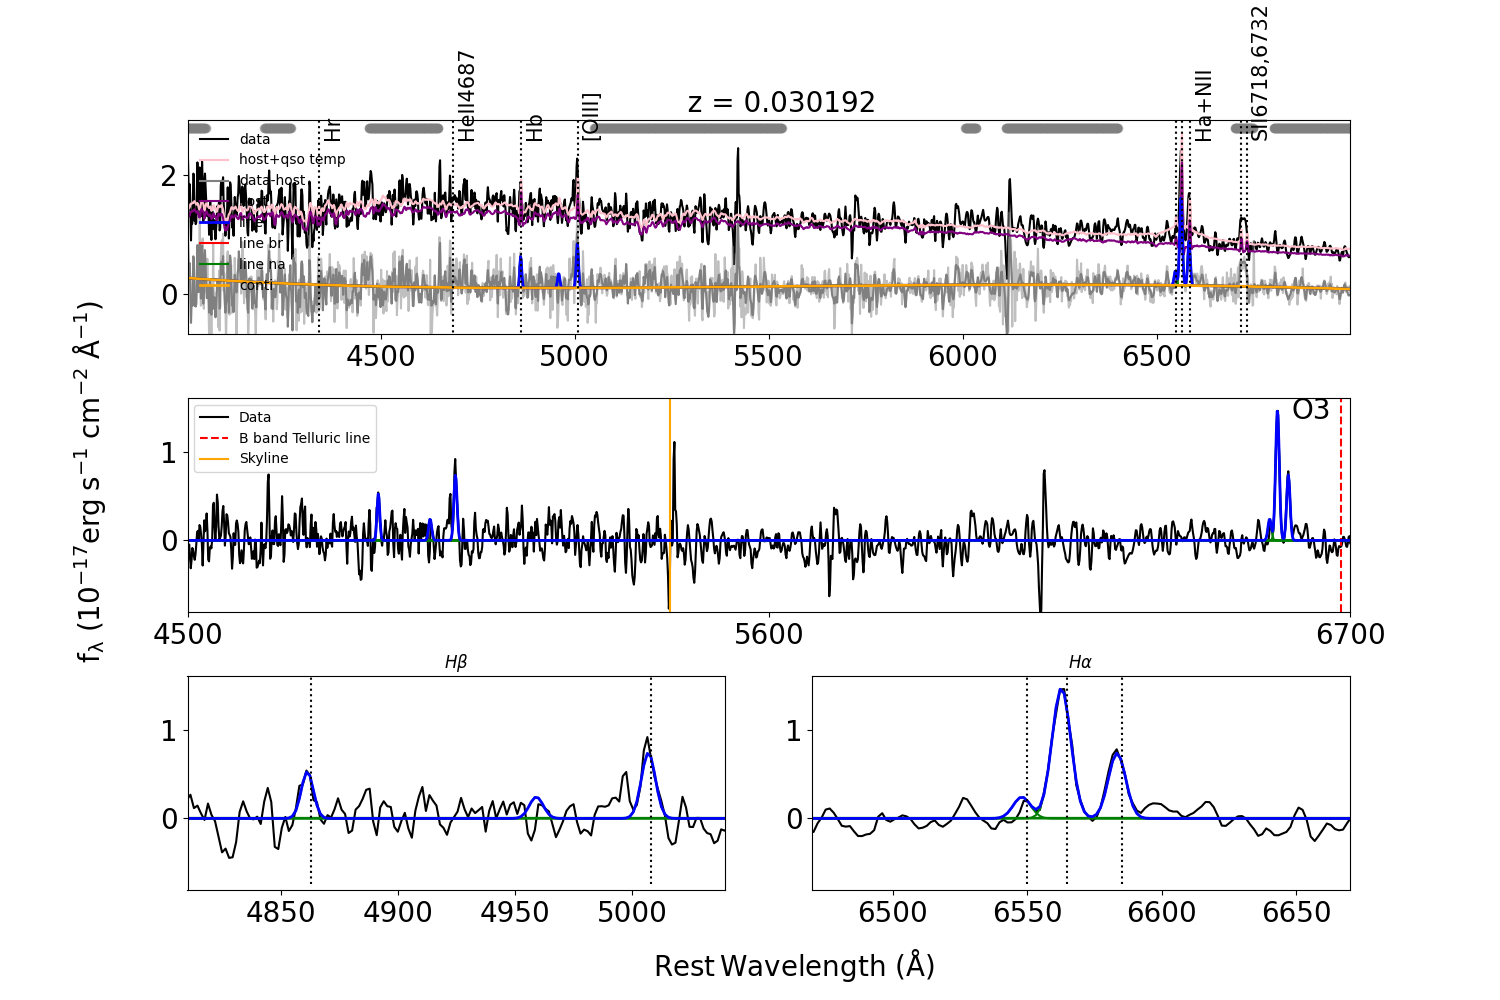 z = 0.030192
Hr
HeII4687
Hb
[OIII]
Ha+NII
SII6718,6732
data
host+qso temp
data-host
line
line br
line na
conti
2
0
4500 5000 5500 6000 6500
fλ (10⁻¹⁷erg s⁻¹ cm⁻² Å⁻¹)
Data
B band Telluric line
Skyline
O3
1
0
4500 5600 6700
Hβ
1
0
4850 4900 4950 5000
Hα
1
0
6500 6550 6600 6650
Rest Wavelength (Å)